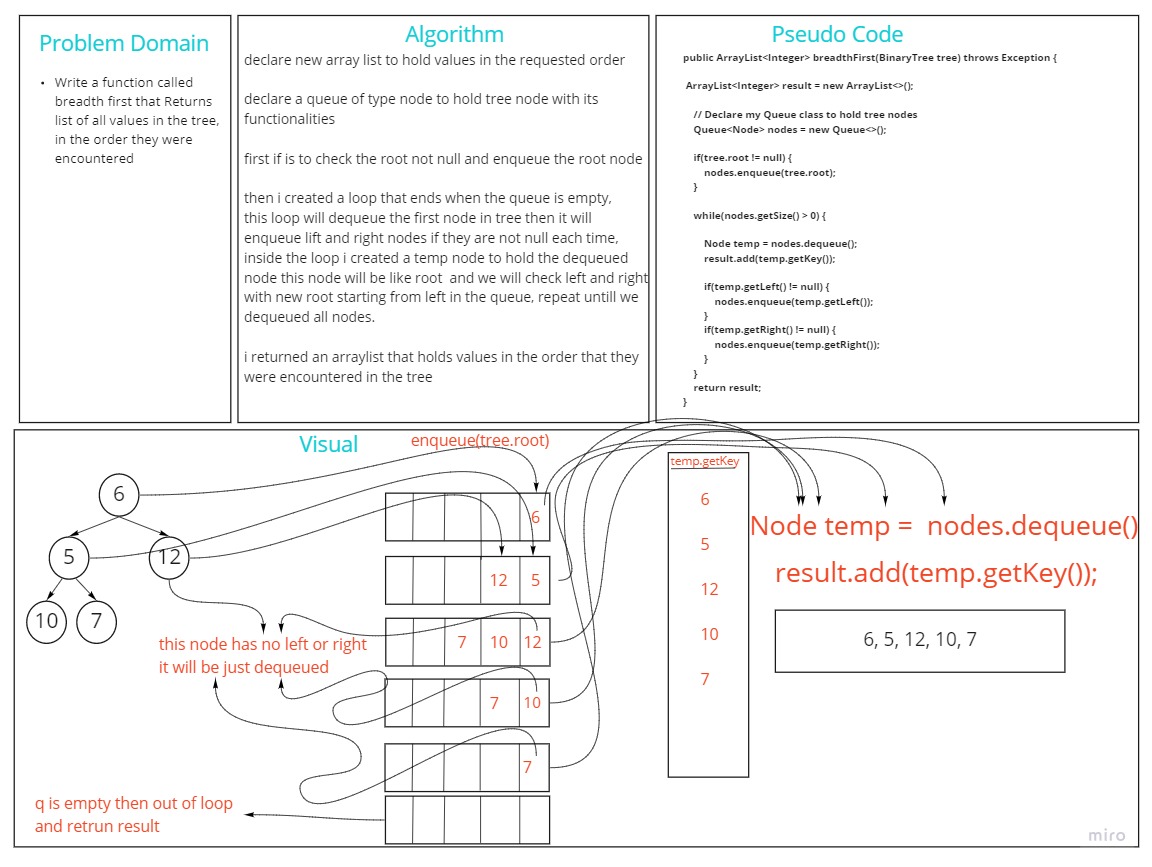 Problem Domain
• Write a function called
breadth first that Returns
list of all values in the tree,
in the order they were
encountered
Algorithm
declare new array list to hold values in the requested order
declare a queue of type node to hold tree node with its
functionalities
first if is to check the root not null and enqueue the root node
then i created a loop that ends when the queue is empty,
this loop will dequeue the first node in tree then it will
enqueue lift and right nodes if they are not null each time,
inside the loop i created a temp node to hold the dequeued
node this node will be like root  and we will check left and right
with new root starting from left in the queue, repeat untill we
dequeued all nodes.
i returned an arraylist that holds values in the order that they
were encountered in the tree
Pseudo Code
public ArrayList<Integer> breadthFirst(BinaryTree tree) throws Exception {
ArrayList<Integer> result = new ArrayList<>();
// Declare my Queue class to hold tree nodes
Queue<Node> nodes = new Queue<>();
if(tree.root != null) {
nodes.enqueue(tree.root);
}
while(nodes.getSize() > 0) {
Node temp = nodes.dequeue();
result.add(temp.getKey());
if(temp.getLeft() != null) {
nodes.enqueue(temp.getLeft());
}
if(temp.getRight() != null) {
nodes.enqueue(temp.getRight());
}
}
return result;
}
Visual
enqueue(tree.root)
6
5
12
10
7
this node has no left or right
it will be just dequeued
q is empty then out of loop
and retrun result
6
12 5
7 10 12
7 10
7
temp.getKey
6
5
12
10
7
Node temp =  nodes.dequeue()
result.add(temp.getKey());
6, 5, 12, 10, 7
miro